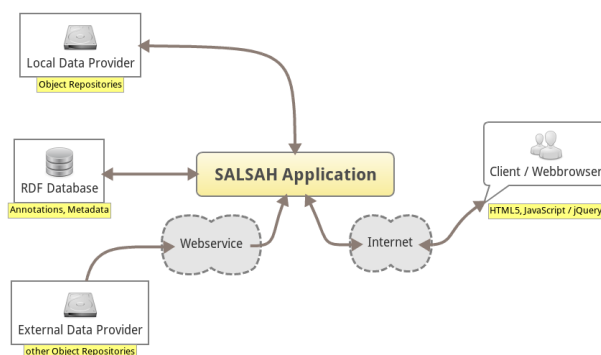 Local Data Provider
Object Repositories
RDF Database
Annotations, Metadata
SALSAH Application
Client / Webbrowser
HTML5, JavaScript / jQuery
Webservice
Internet
External Data Provider
other Object Repositories